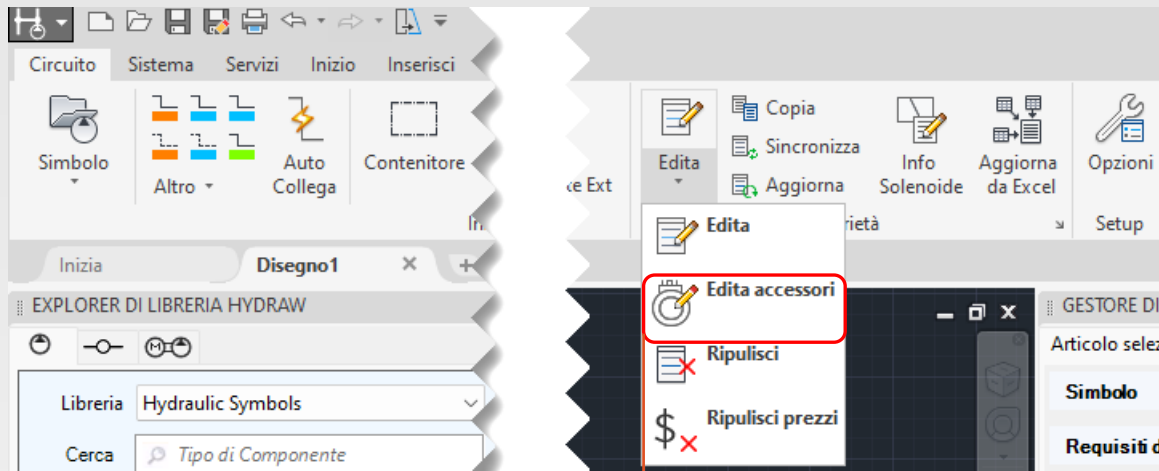 Circuito Sistema Servizi Inizio Inserisci
Simbolo
Altro
Auto Collega
Contenitore
Ext
Edita
Copia
Sincronizza
Aggiorna
Info Solenoide
Aggiorna da Excel
Opzioni
Setup
Inizia
Disegno1
Edita
Edita accessori
Ripulisci
Ripulisci prezzi
EXPLORER DI LIBRERIA HYDRAW
Libreria Hydraulic Symbols
Cerca Tipo di Componente
GESTORE DI
Articolo
Simbolo
Requisiti